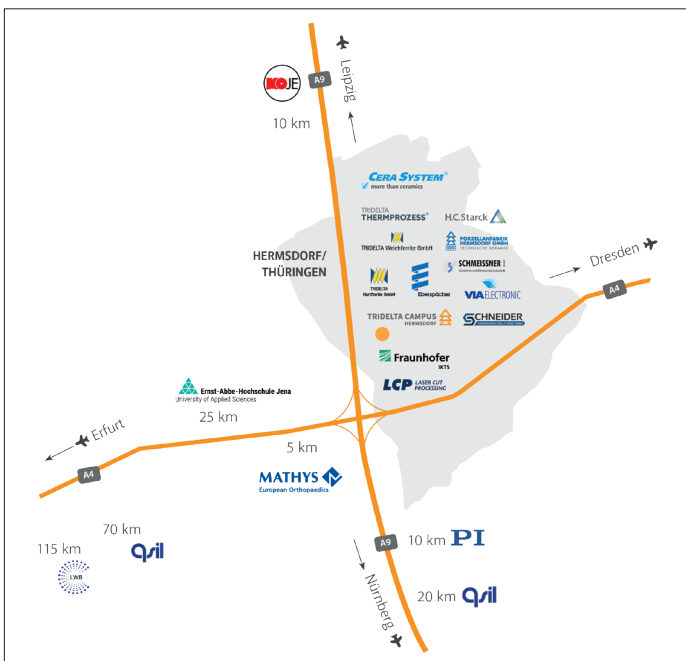 Leipzig
KOJE
A9
10 km
CERA SYSTEM®
more than ceramics
TRIDELTA
THERMPROZESS®
H.C.Starck
TRIDELTA Weichferrite GmbH
PORZELLANFABRIK
HERMSDORF GMBH
TECHNISCHE KERAMIK
HERMSDORF/
THÜRINGEN
SCHMEISSNER
Dresden
TRIDELTA
Hartferrite GmbH
Eberspächer
VIA ELECTRONIC
A4
TRIDELTA CAMPUS
HERMSDORF
SCHNEIDER
Fraunhofer
IKTS
LCP LASER CUT
PROCESSING
Ernst-Abbe-Hochschule Jena
University of Applied Sciences
25 km
Erfurt
5 km
A4
MATHYS
European Orthopaedics
70 km
115 km
qsil
LWB
A9
10 km PI
Nürnberg
20 km qsil